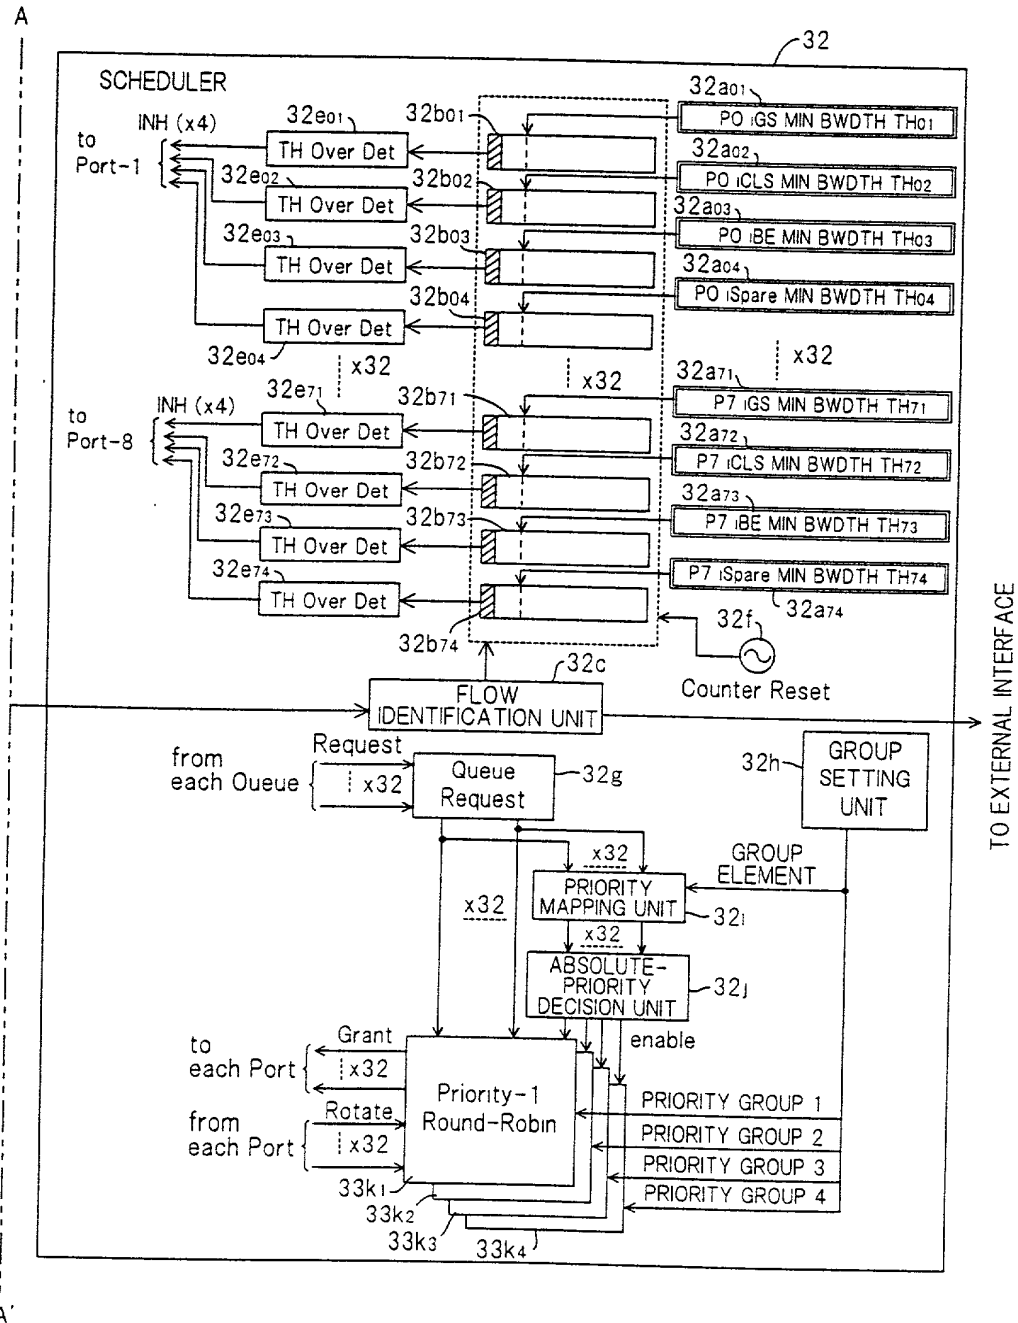 A
32
SCHEDULER
32a01
P0 iGS MIN BWDTH TH01
32b01
32e01
TH Over Det
INH (x4)
to
Port-1
32a02
P0 iCLS MIN BWDTH TH02
32b02
32e02
TH Over Det
32a03
P0 iBE MIN BWDTH TH03
32b03
32e03
TH Over Det
32a04
P0 iSpare MIN BWDTH TH04
32b04
TH Over Det
32e04
x32
x32
x32
32a71
P7 iGS MIN BWDTH TH71
32b71
32e71
TH Over Det
INH (x4)
to
Port-8
32a72
P7 iCLS MIN BWDTH TH72
32b72
32e72
TH Over Det
32a73
P7 iBE MIN BWDTH TH73
32b73
32e73
TH Over Det
P7 iSpare MIN BWDTH TH74
32a74
32e74
TH Over Det
32b74
32f
Counter Reset
32c
FLOW
IDENTIFICATION UNIT
TO EXTERNAL INTERFACE
from
each Queue
Request
x32
Queue
Request
32g
32h
GROUP
SETTING
UNIT
x32
GROUP
ELEMENT
PRIORITY
MAPPING UNIT
32i
x32
x32
ABSOLUTE-
PRIORITY
DECISION UNIT
32j
enable
to
each Port
Grant
x32
from
each Port
Rotate
x32
Priority-1
Round-Robin
PRIORITY GROUP 1
PRIORITY GROUP 2
PRIORITY GROUP 3
PRIORITY GROUP 4
33k1
33k2
33k3
33k4
A'